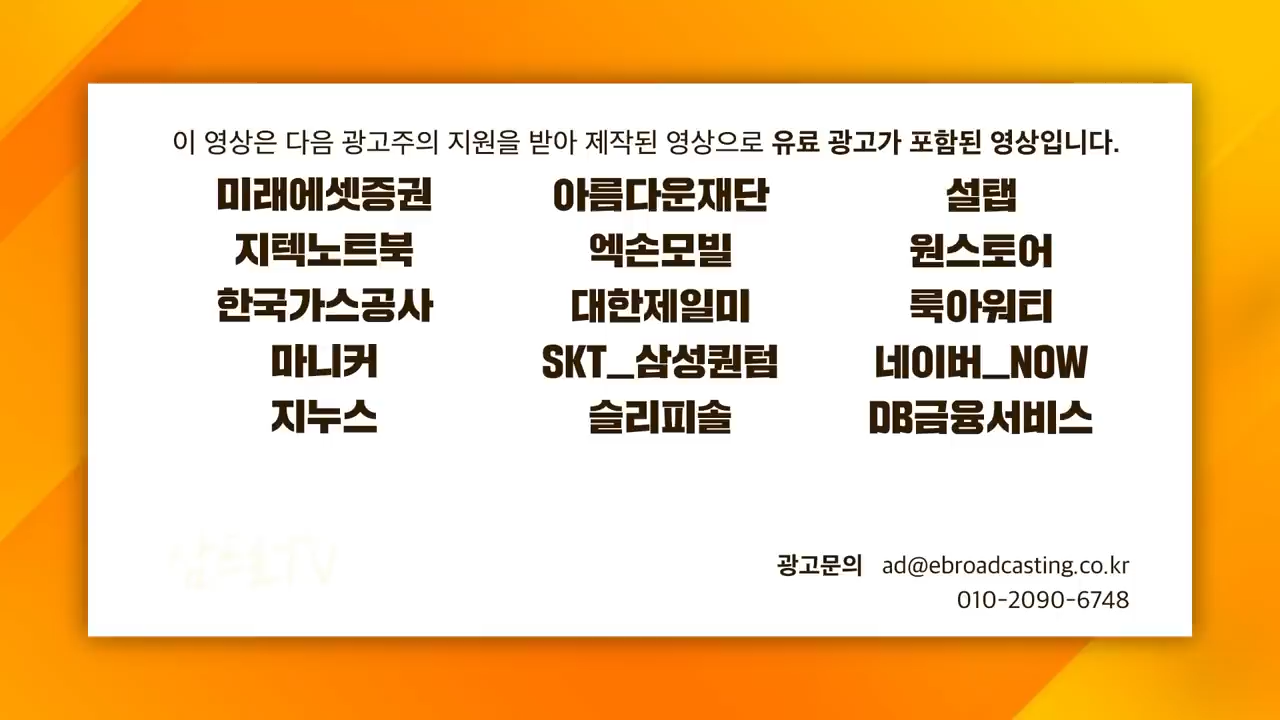 이 영상은 다음 광고주의 지원을 받아 제작된 영상으로 유료 광고가 포함된 영상입니다.
미래에셋증권 아름다운재단 설탭
지텍노트북 엑손모빌 원스토어
한국가스공사 대한제일미 룩아워티
마니커 SKT_삼성퀀텀 네이버_NOW
지누스 슬리피솔 DB금융서비스
광고문의 ad@ebroadcasting.co.kr
010-2090-6748